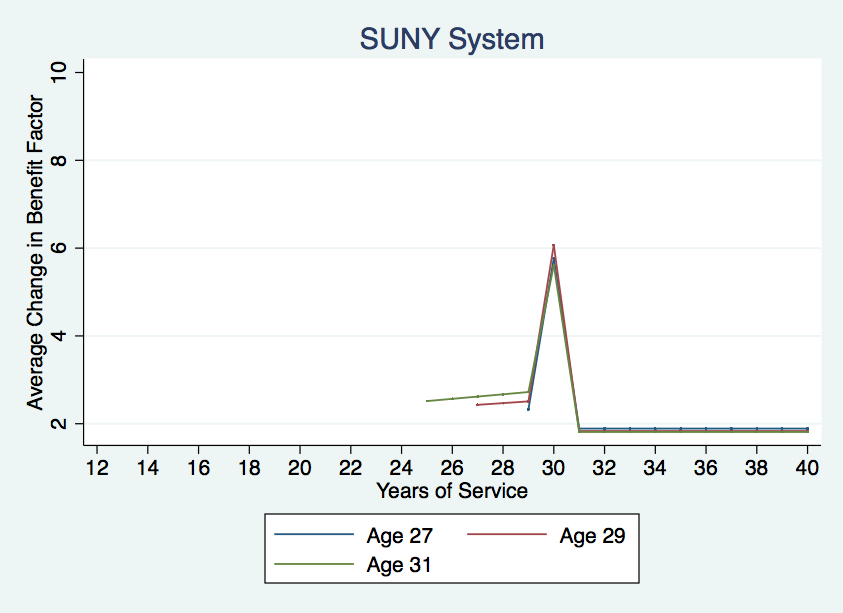 SUNY System
Average Change in Benefit Factor
10
8
6
4
2
12 14 16 18 20 22 24 26 28 30 32 34 36 38 40
Years of Service
Age 27 Age 29
Age 31